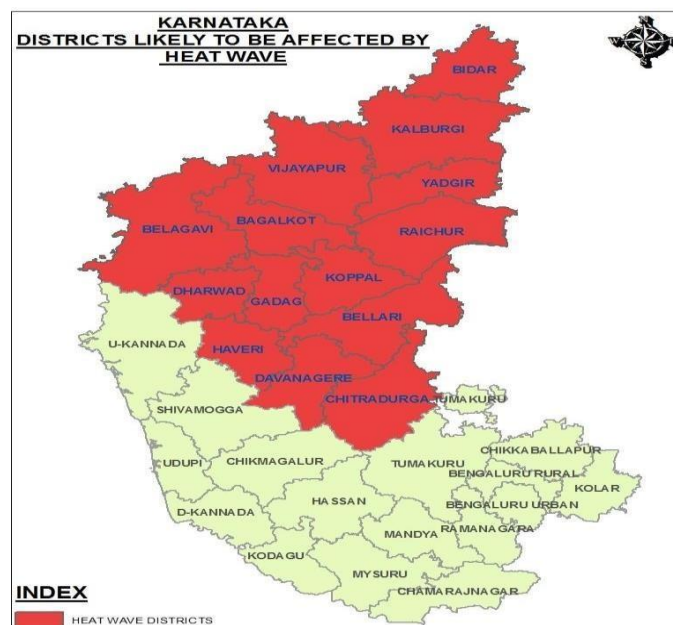 KARNATAKA
DISTRICTS LIKELY TO BE AFFECTED BY
HEAT WAVE
BIDAR
KALBURGI
VIJAYAPUR
YADGIR
BAGALKOT
BELAGAVI
RAICHUR
KOPPAL
DHARWAD
GADAG
BELLARI
U-KANNADA
HAVERI
DAVANAGERE
CHITRADURGA
TUMAKURU
SHIVAMOGGA
CHIKKABALLAPUR
UDUPI
CHIKMAGALUR
TUMAKURU
BENGALURU RURAL
KOLAR
HASSAN
BENGALURU URBAN
D-KANNADA
MANDYA
RAMANAGARA
KODAGU
MYSURU
CHAMARAJNAGAR
INDEX
HEAT WAVE DISTRICTS